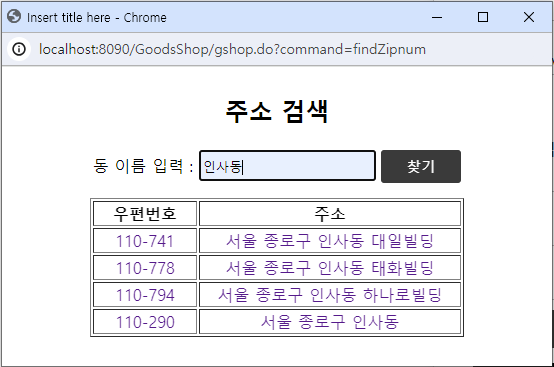 Insert title here - Chrome
localhost:8090/GoodsShop/gshop.do?command=findZipnum
주소 검색
동 이름 입력 : 인사동 찾기
우편번호 주소
110-741 서울 종로구 인사동 대일빌딩
110-778 서울 종로구 인사동 태화빌딩
110-794 서울 종로구 인사동 하나로빌딩
110-290 서울 종로구 인사동